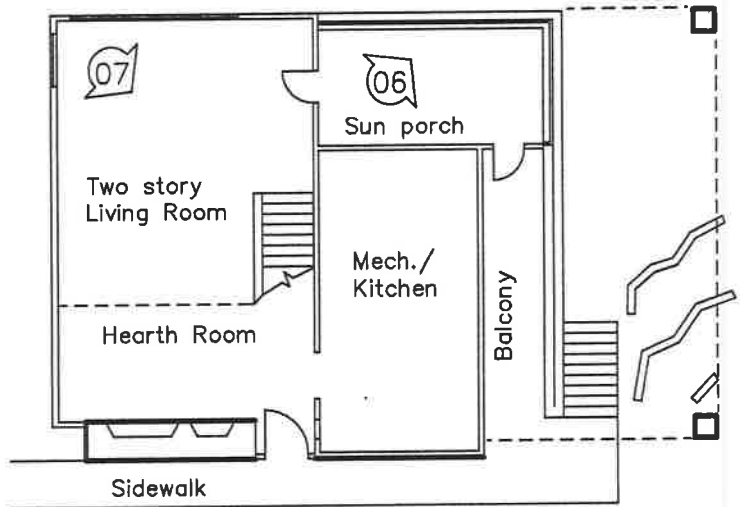 07
06
Sun porch
Two story
Living Room
Mech./
Kitchen
Balcony
Hearth Room
Sidewalk